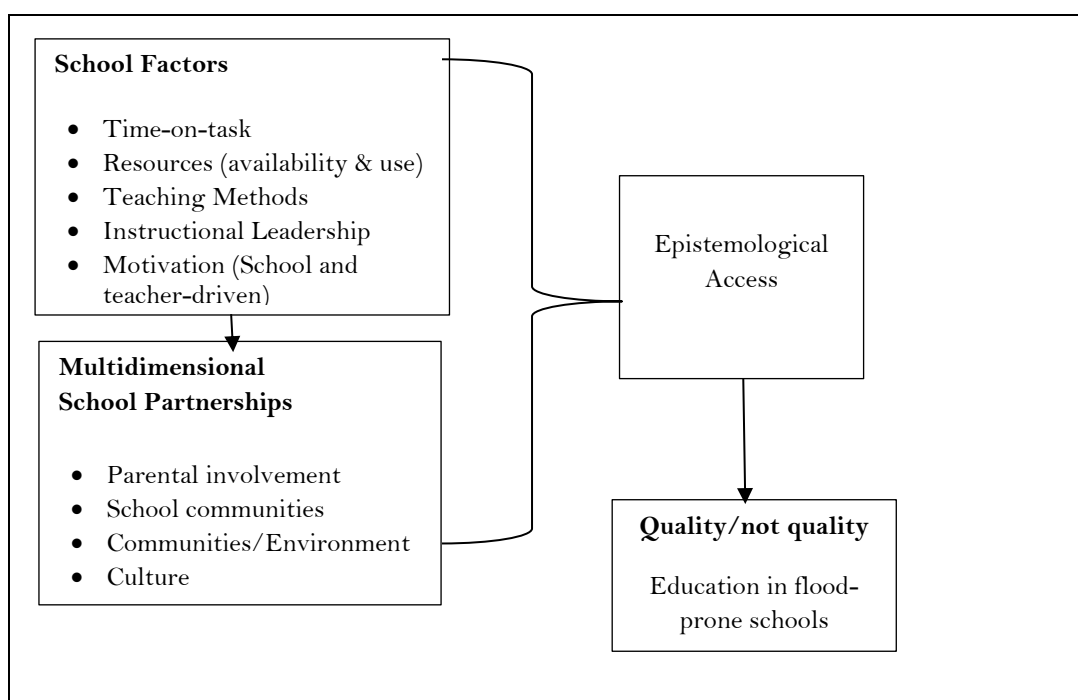 School Factors
• Time-on-task
• Resources (availability & use)
• Teaching Methods
• Instructional Leadership
• Motivation (School and
teacher-driven)
Multidimensional
School Partnerships
• Parental involvement
• School communities
• Communities/Environment
• Culture
Epistemological
Access
Quality/not quality
Education in flood-
prone schools